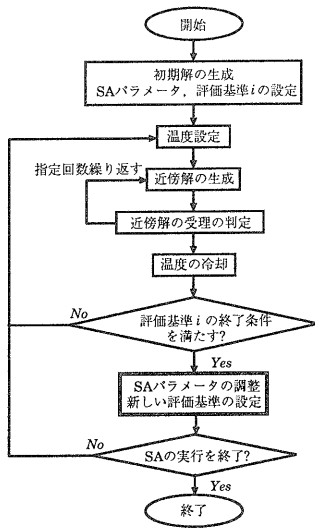 開始
初期解の生成
SAパラメータ，評価基準iの設定
温度設定
指定回数繰り返す
近傍解の生成
近傍解の受理の判定
温度の冷却
No
評価基準 i の終了条件
を満たす?
Yes
SAパラメータの調整
新しい評価基準の設定
No
SAの実行を終了?
Yes
終了